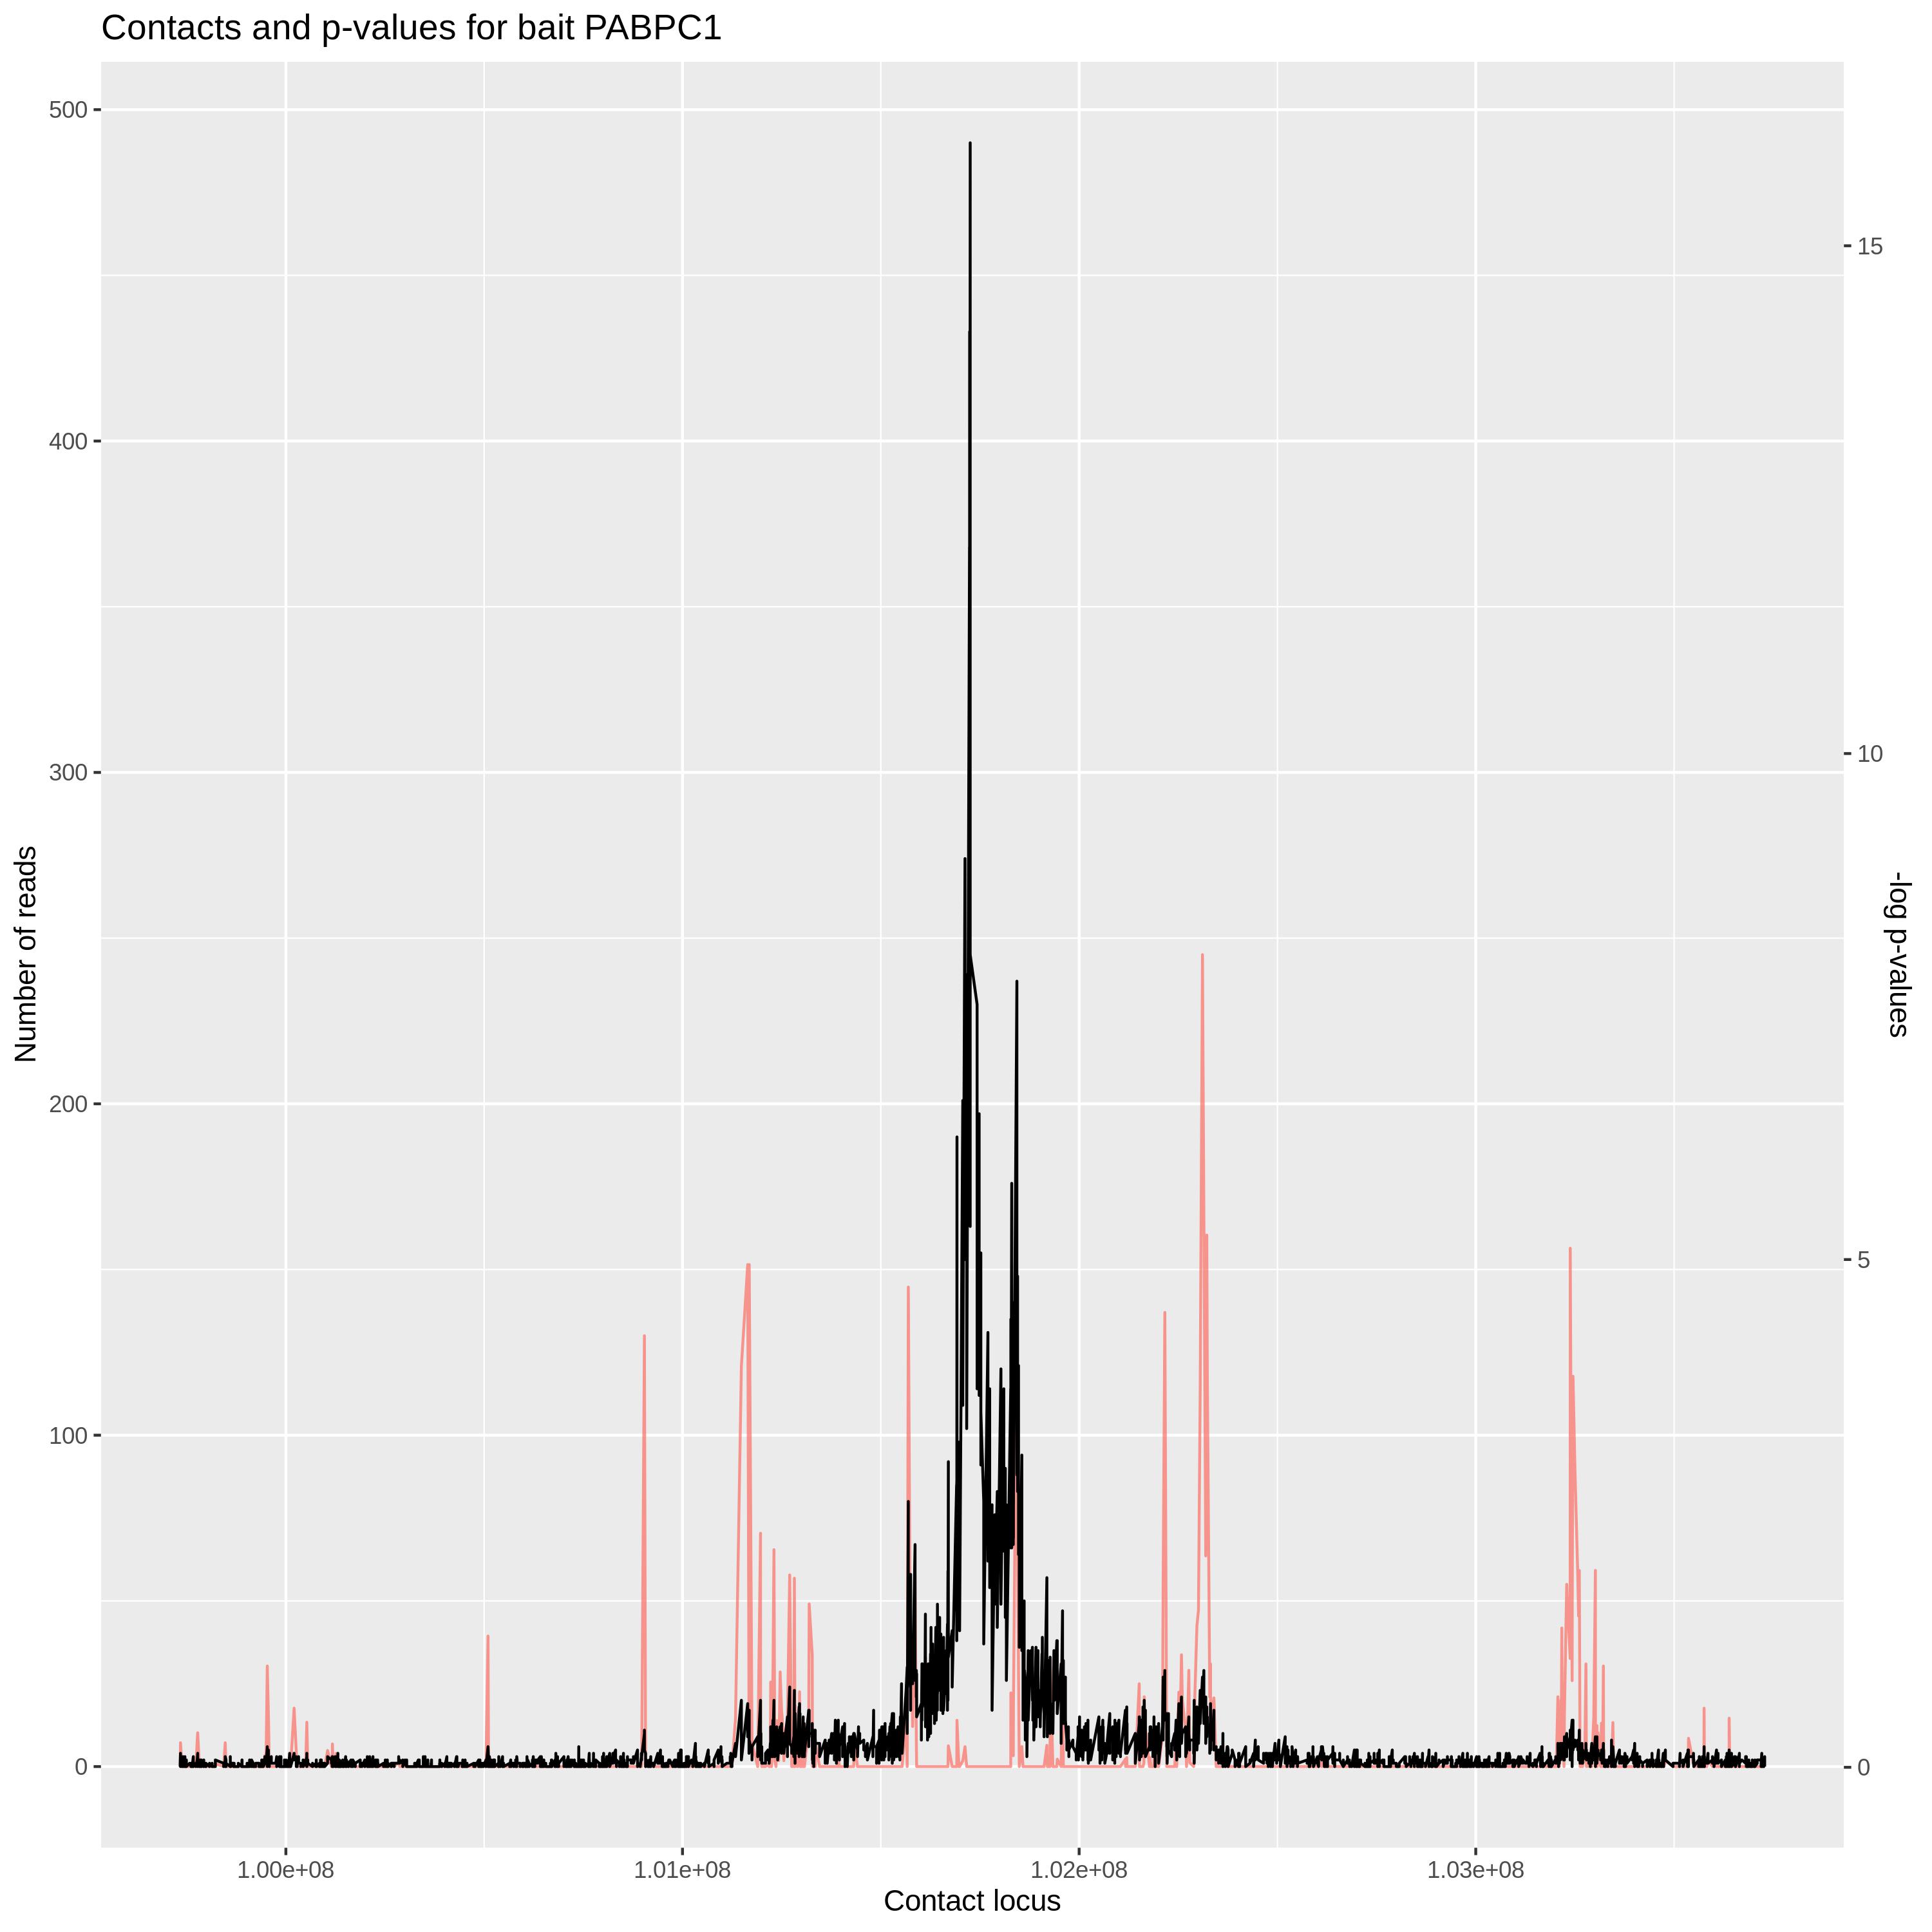 Contacts and p-values for bait PABPC1
500
400
300
200
100
0
Number of reads
15
10
5
0
-log p-values
1.00e+08
1.01e+08
1.02e+08
1.03e+08
Contact locus